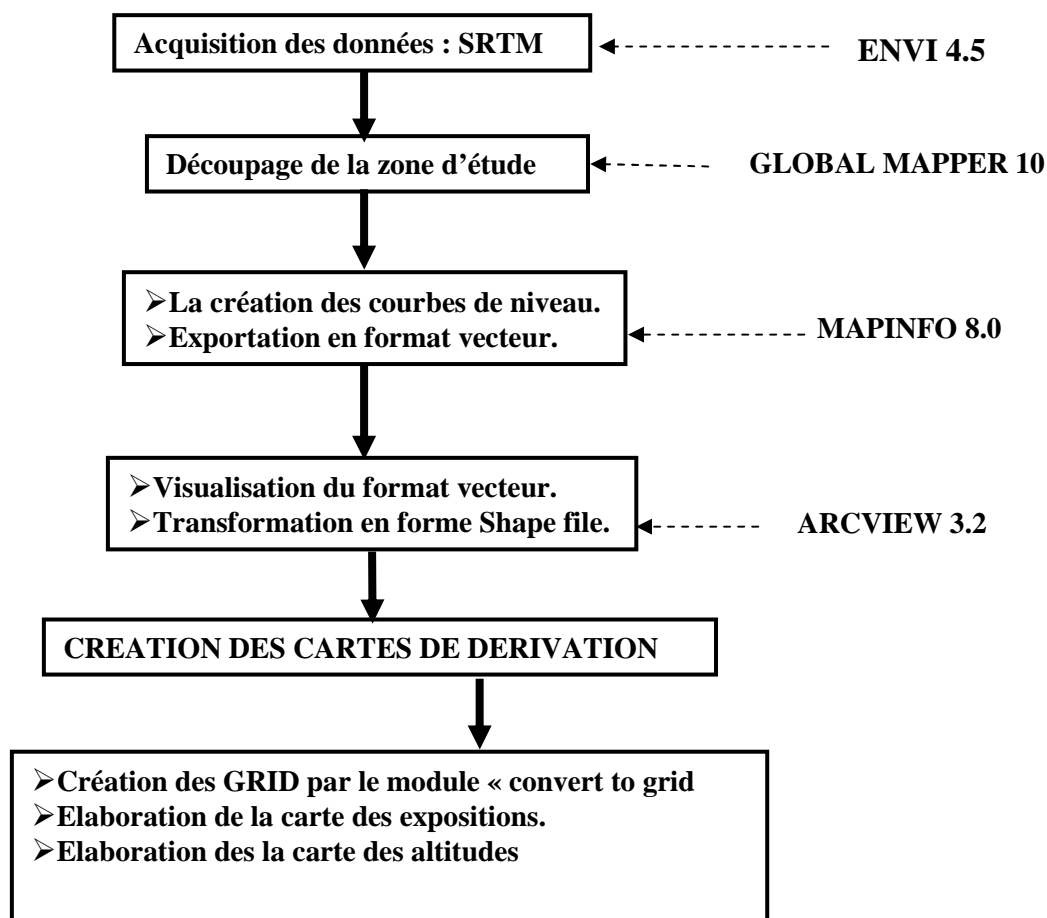 Acquisition des données : SRTM
ENVI 4.5
Découpage de la zone d’étude
GLOBAL MAPPER 10
➢La création des courbes de niveau.
➢Exportation en format vecteur.
MAPINFO 8.0
➢Visualisation du format vecteur.
➢Transformation en forme Shape file.
ARCVIEW 3.2
CREATION DES CARTES DE DERIVATION
➢Création des GRID par le module « convert to grid
➢Elaboration de la carte des expositions.
➢Elaboration des la carte des altitudes